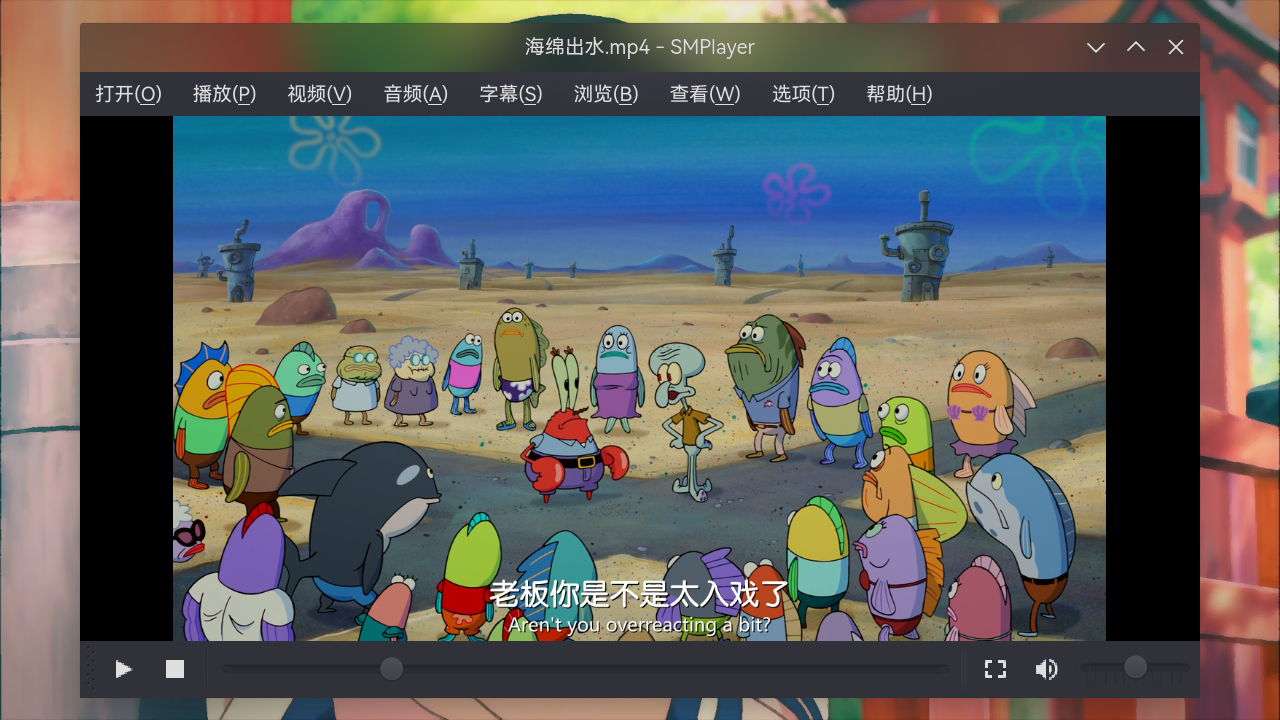 海绵出水.mp4 - SMPlayer
打开(O) 播放(P) 视频(V) 音频(A) 字幕(S) 浏览(B) 查看(W) 选项(T) 帮助(H)
老板你是不是太入戏了
Aren't you overreacting a bit?